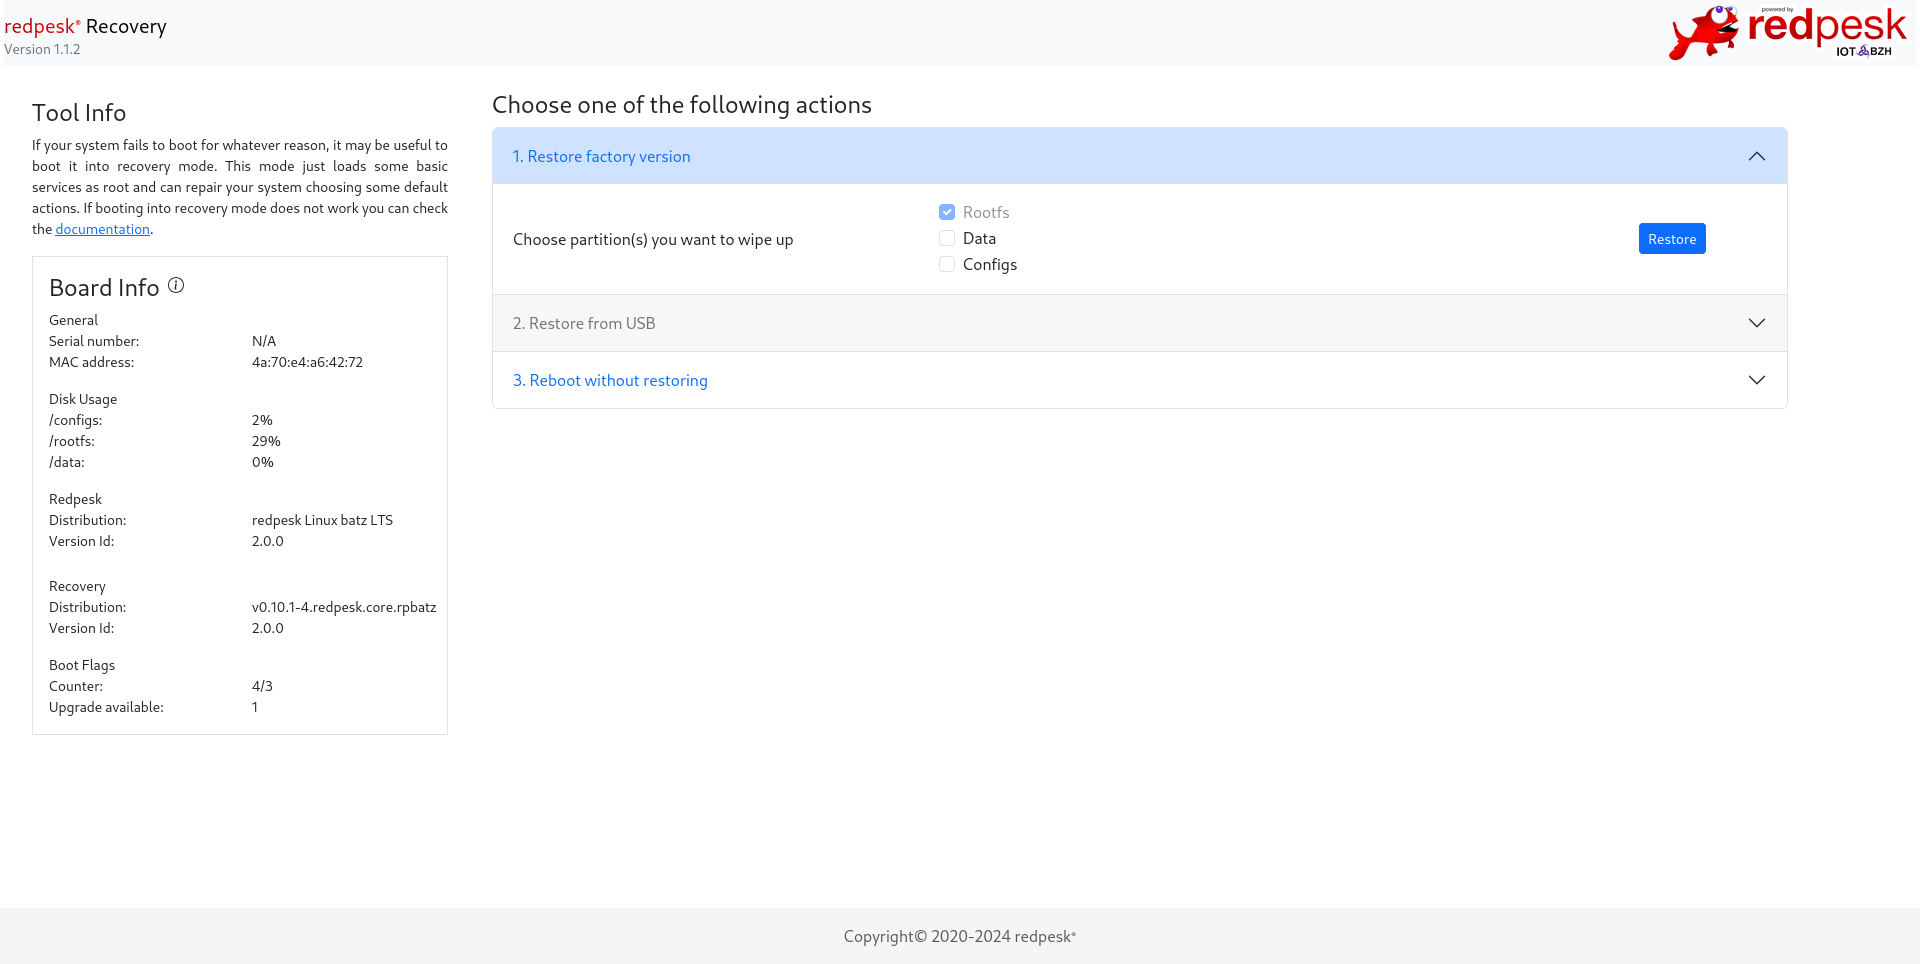 redpesk® Recovery
Version 1.1.2
powered by
redpesk
IOT BZH
Tool Info
If your system fails to boot for whatever reason, it may be useful to
boot it into recovery mode. This mode just loads some basic
services as root and can repair your system choosing some default
actions. If booting into recovery mode does not work you can check
the documentation.
Board Info
General
Serial number: N/A
MAC address: 4a:70:e4:a6:42:72
Disk Usage
/configs: 2%
/rootfs: 29%
/data: 0%
Redpesk
Distribution: redpesk Linux batz LTS
Version Id: 2.0.0
Recovery
Distribution: v0.10.1-4.redpesk.core.rpbatz
Version Id: 2.0.0
Boot Flags
Counter: 4/3
Upgrade available: 1
Choose one of the following actions
1. Restore factory version
Choose partition(s) you want to wipe up
Rootfs
Data
Configs
Restore
2. Restore from USB
3. Reboot without restoring
Copyright© 2020-2024 redpesk®